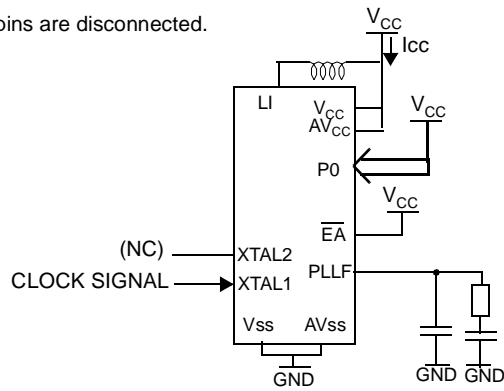 pins are disconnected.
VCC
Icc
LI
VCC
AVCC
VCC
P0
VCC
EA
(NC)
XTAL2
PLLF
CLOCK SIGNAL
XTAL1
Vss
AVss
GND
GND
GND